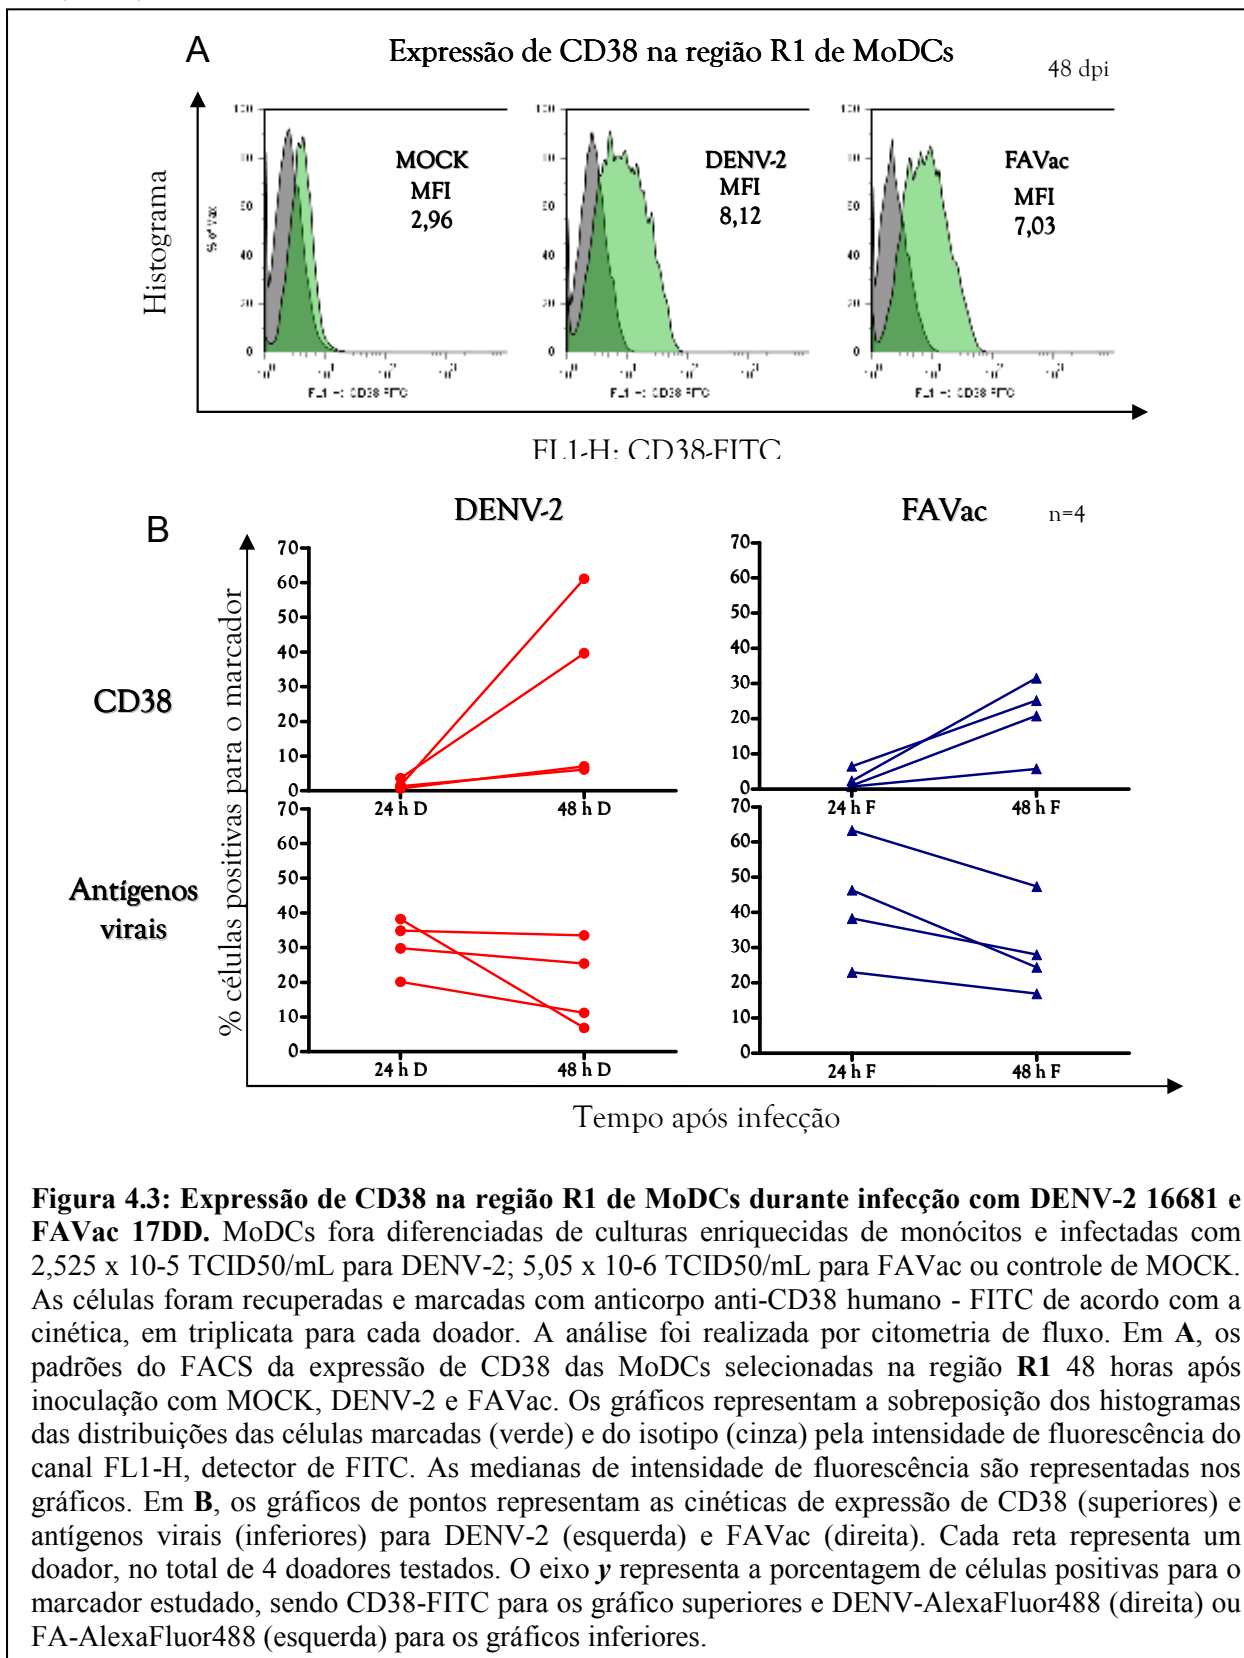 A
Expressão de CD38 na região R1 de MoDCs
48 dpi
Histograma
MOCK
MFI
2,96
DENV-2
MFI
8,12
FAVac
MFI
7,03
FL1-H: CD38-FITC
B
DENV-2
FAVac
n=4
% células positivas para o marcador
CD38
70
60
50
40
30
20
10
0
24 h D
48 h D
70
60
50
40
30
20
10
0
24 h F
48 h F
Antígenos
virais
70
60
50
40
30
20
10
0
24 h D
48 h D
70
60
50
40
30
20
10
0
24 h F
48 h F
Tempo após infecção
Figura 4.3: Expressão de CD38 na região R1 de MoDCs durante infecção com DENV-2 16681 e
FAVac 17DD. MoDCs fora diferenciadas de culturas enriquecidas de monócitos e infectadas com
2,525 x 10-5 TCID50/mL para DENV-2; 5,05 x 10-6 TCID50/mL para FAVac ou controle de MOCK.
As células foram recuperadas e marcadas com anticorpo anti-CD38 humano - FITC de acordo com a
cinética, em triplicata para cada doador. A análise foi realizada por citometria de fluxo. Em A, os
padrões do FACS da expressão de CD38 das MoDCs selecionadas na região R1 48 horas após
inoculação com MOCK, DENV-2 e FAVac. Os gráficos representam a sobreposição dos histogramas
das distribuições das células marcadas (verde) e do isotipo (cinza) pela intensidade de fluorescência do
canal FL1-H, detector de FITC. As medianas de intensidade de fluorescência são representadas nos
gráficos. Em B, os gráficos de pontos representam as cinéticas de expressão de CD38 (superiores) e
antígenos virais (inferiores) para DENV-2 (esquerda) e FAVac (direita). Cada reta representa um
doador, no total de 4 doadores testados. O eixo y representa a porcentagem de células positivas para o
marcador estudado, sendo CD38-FITC para os gráfico superiores e DENV-AlexaFluor488 (direita) ou
FA-AlexaFluor488 (esquerda) para os gráficos inferiores.